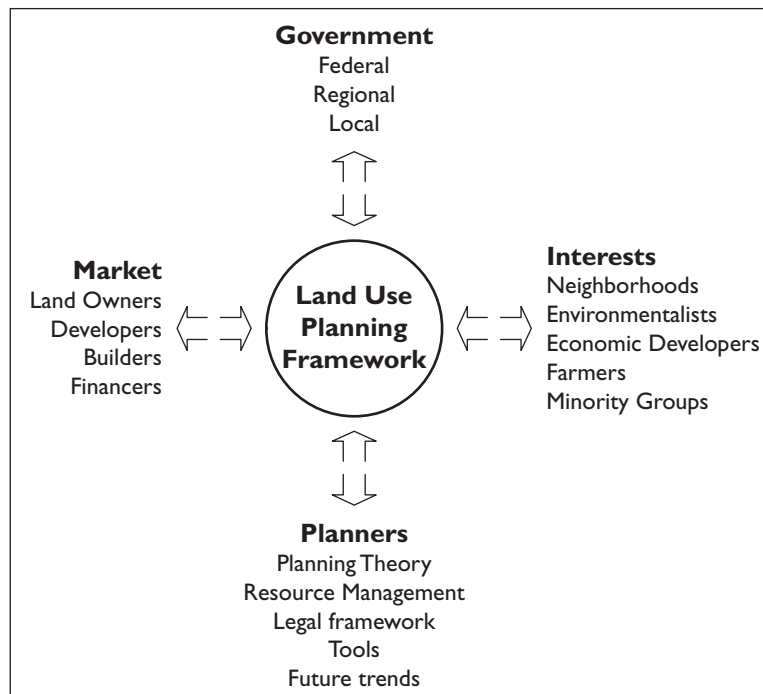 Government
Federal
Regional
Local
Market
Land Owners
Developers
Builders
Financers
Land Use
Planning
Framework
Interests
Neighborhoods
Environmentalists
Economic Developers
Farmers
Minority Groups
Planners
Planning Theory
Resource Management
Legal framework
Tools
Future trends